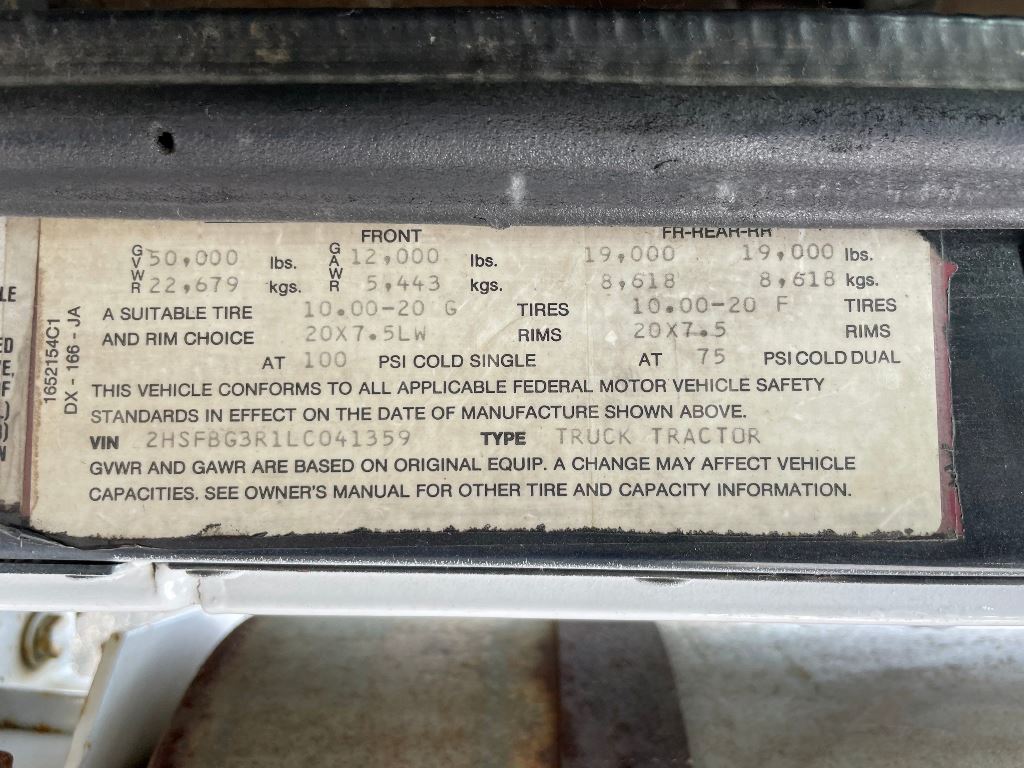 FRONT FR-REAR-RR
GVWR 50,000 lbs. GAWR 12,000 lbs. 19,000 19,000 lbs.
22,679 kgs. 5,443 kgs. 8,618 8,618 kgs.
A SUITABLE TIRE 10.00-20 G TIRES 10.00-20 F TIRES
AND RIM CHOICE 20X7.5LW RIMS 20X7.5 RIMS
AT 100 PSI COLD SINGLE AT 75 PSI COLD DUAL
THIS VEHICLE CONFORMS TO ALL APPLICABLE FEDERAL MOTOR VEHICLE SAFETY
STANDARDS IN EFFECT ON THE DATE OF MANUFACTURE SHOWN ABOVE.
VIN 2HSFBG3R1LC041359 TYPE TRUCK TRACTOR
GVWR AND GAWR ARE BASED ON ORIGINAL EQUIP. A CHANGE MAY AFFECT VEHICLE
CAPACITIES. SEE OWNER'S MANUAL FOR OTHER TIRE AND CAPACITY INFORMATION.
1652154C1
DX - 166 - JA